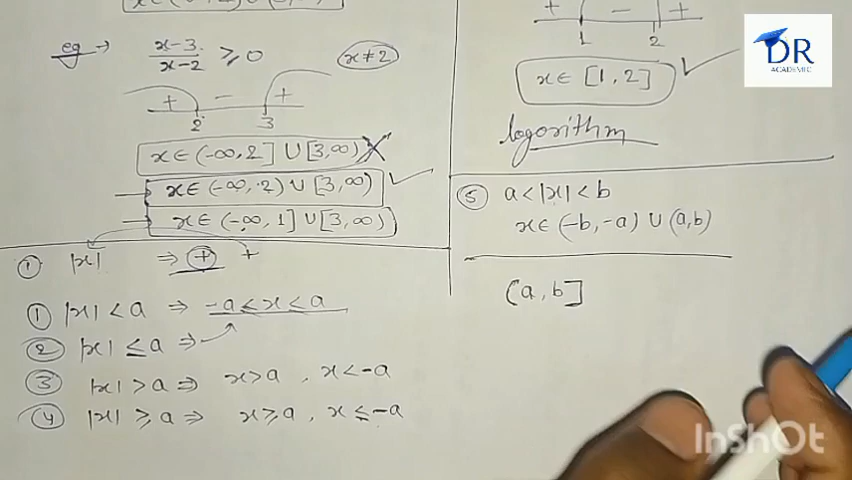 eg → x-3/x-2 ≥ 0 x≠2
+ - +
2 3
x∈(-∞,2] ∪ [3,∞)
x∈(-∞,2) ∪ [3,∞)
x∈(-∞,1] ∪ [3,∞)
① |x| ⇒ + +
① |x| < a ⇒ -a ≤ x ≤ a
② |x| ≤ a ⇒
③ |x| > a ⇒ x>a , x<-a
④ |x| ≥ a ⇒ x≥a , x≤-a
+ - +
1 2
x∈ [1,2]
logorithm
⑤ a<|x|<b
x∈(-b,-a) ∪ (a,b)
(a,b]
DR
ACADEMIC
InShOt